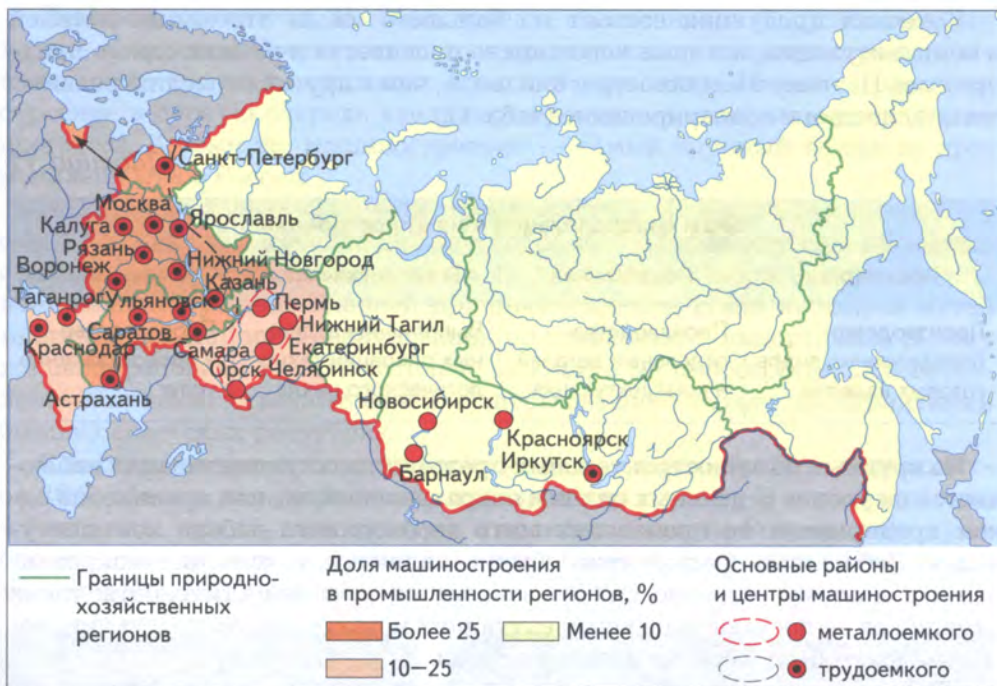 Санкт-Петербург
Москва
Калуга
Ярославль
Рязань
Нижний Новгород
Воронеж
Казань
Таганрог
Ульяновск
Пермь
Нижний Тагил
Саратов
Краснодар
Самара
Екатеринбург
Орск
Челябинск
Астрахань
Новосибирск
Красноярск
Иркутск
Барнаул
Границы природно-
хозяйственных
регионов
Доля машиностроения
в промышленности регионов, %
Более 25
Менее 10
10—25
Основные районы
и центры машиностроения
металлоемкого
трудоемкого